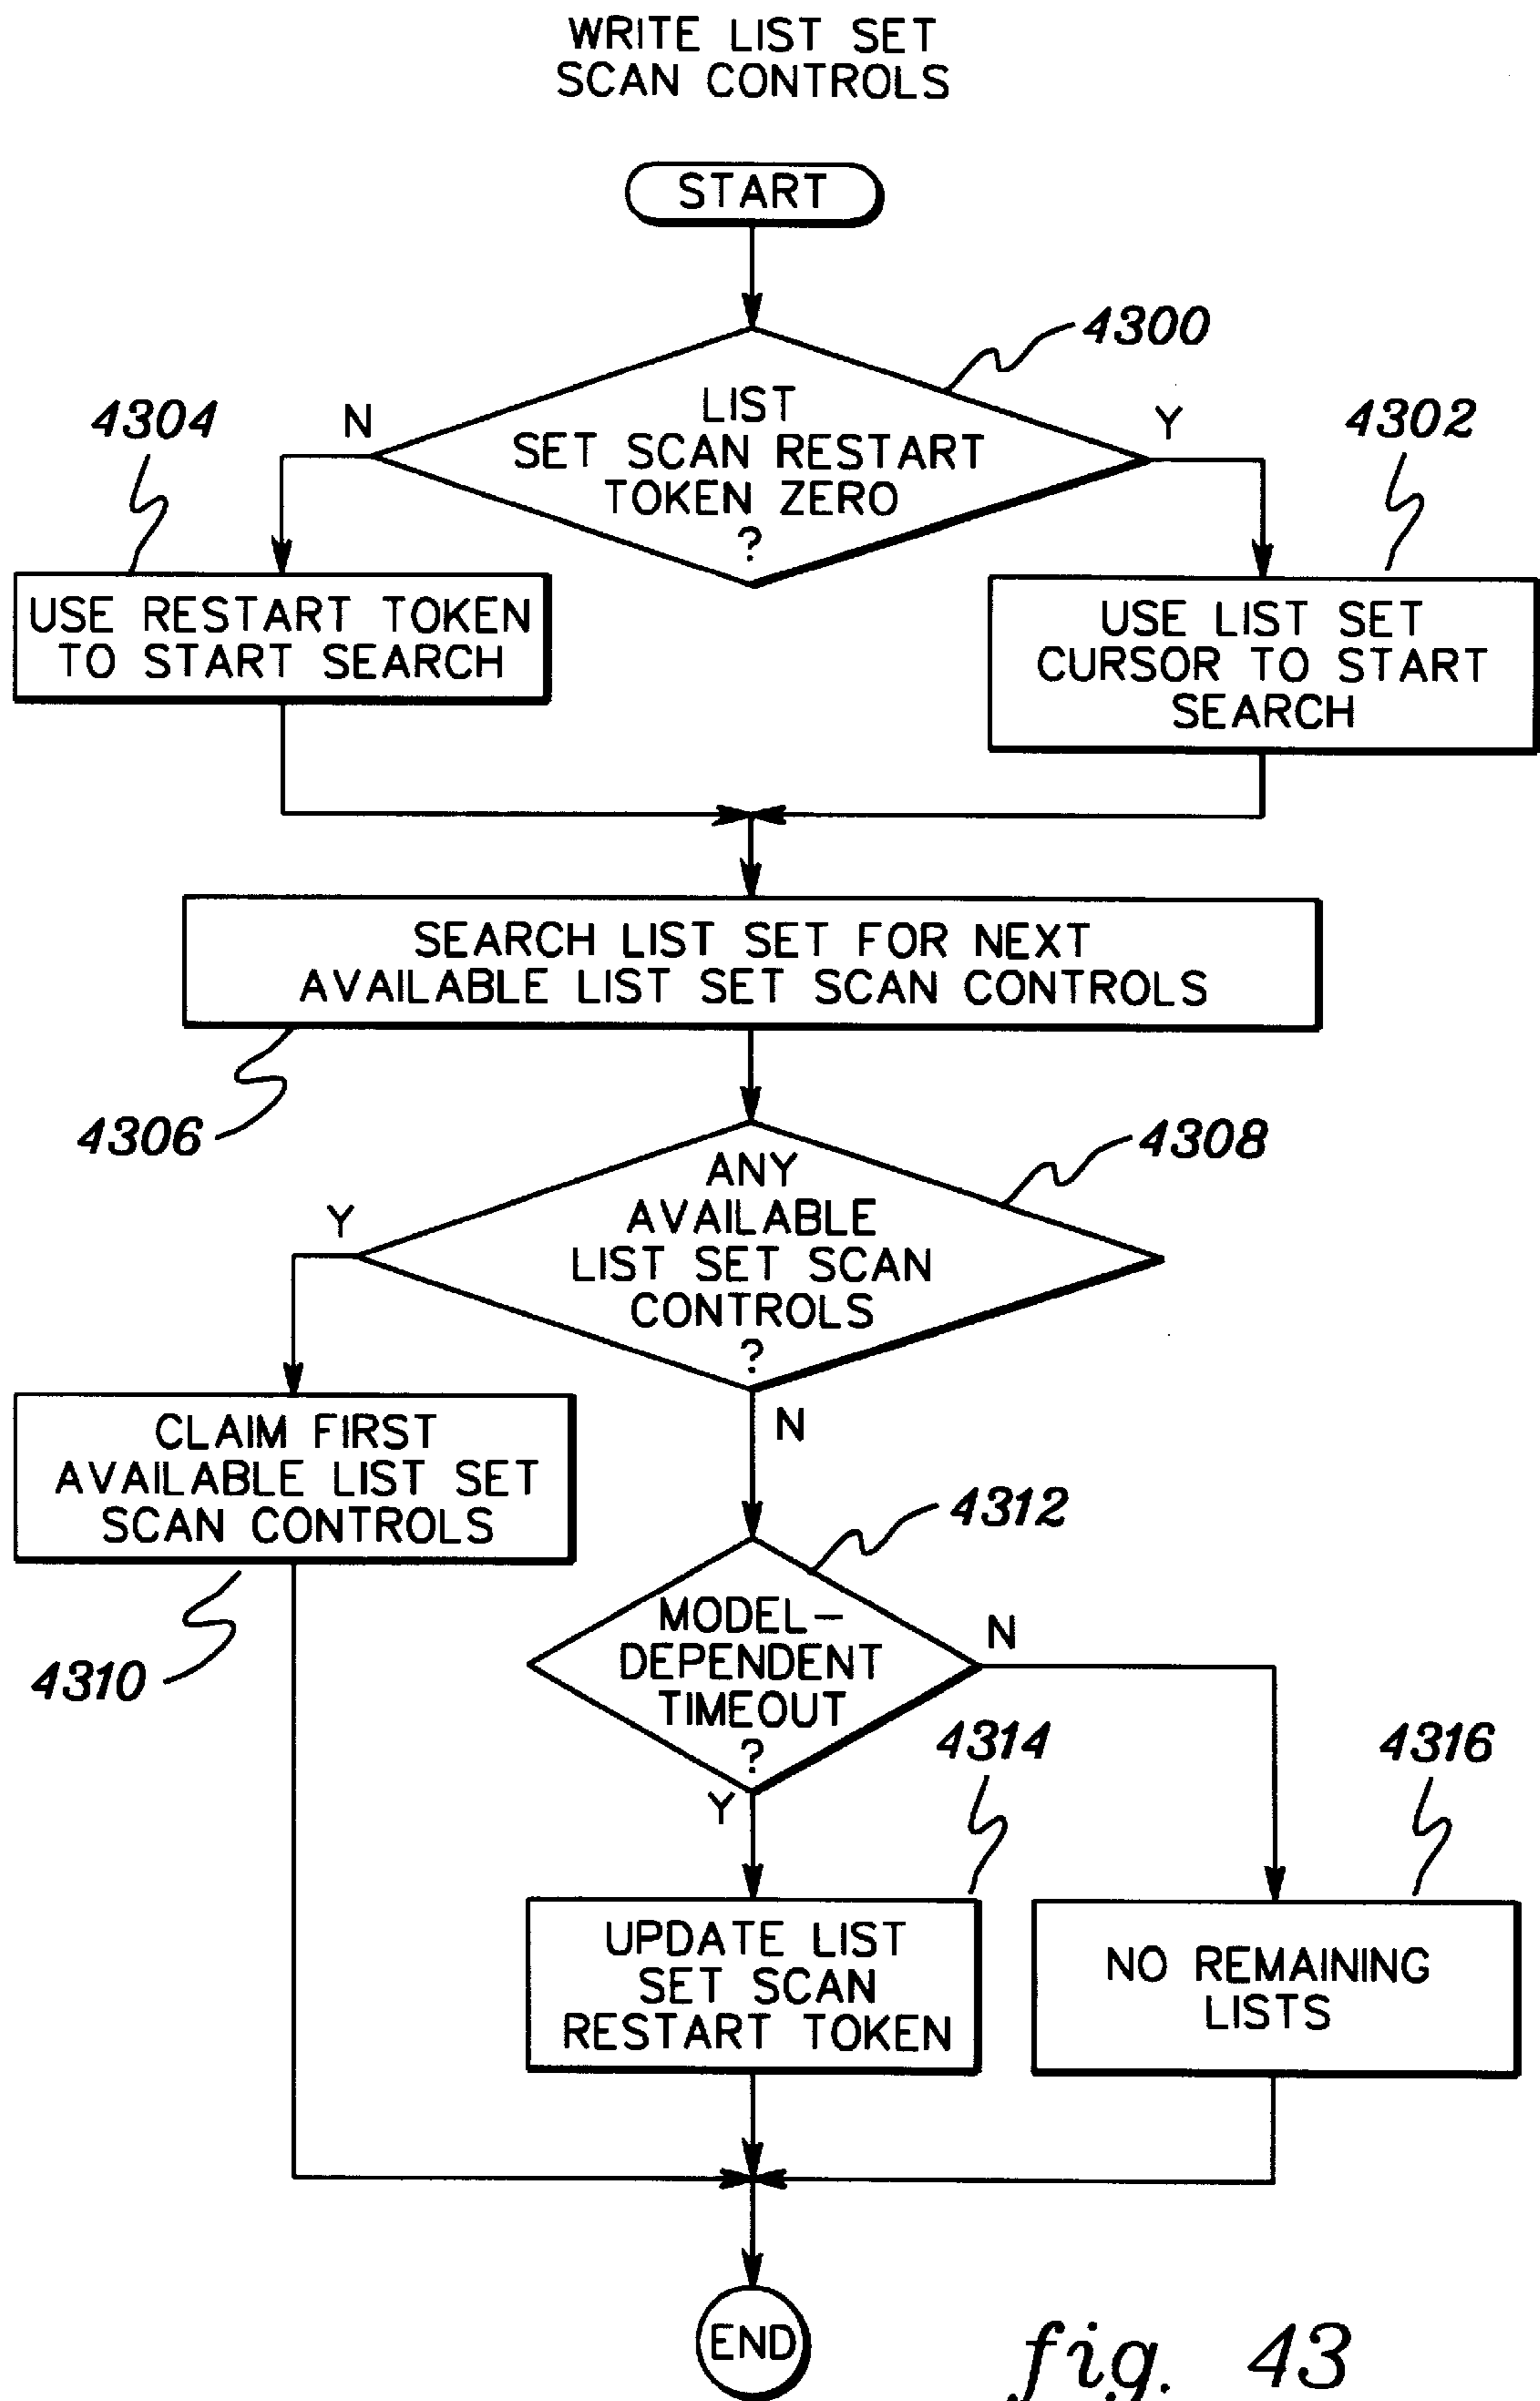 WRITE LIST SET
SCAN CONTROLS
START
4300
LIST
SET SCAN RESTART
TOKEN ZERO
?
N
Y
4304
4302
USE RESTART TOKEN
TO START SEARCH
USE LIST SET
CURSOR TO START
SEARCH
SEARCH LIST SET FOR NEXT
AVAILABLE LIST SET SCAN CONTROLS
4306
4308
ANY
AVAILABLE
LIST SET SCAN
CONTROLS
?
Y
N
CLAIM FIRST
AVAILABLE LIST SET
SCAN CONTROLS
4310
4312
MODEL-
DEPENDENT
TIMEOUT
?
N
Y
4314
4316
UPDATE LIST
SET SCAN
RESTART TOKEN
NO REMAINING
LISTS
END
fig. 43